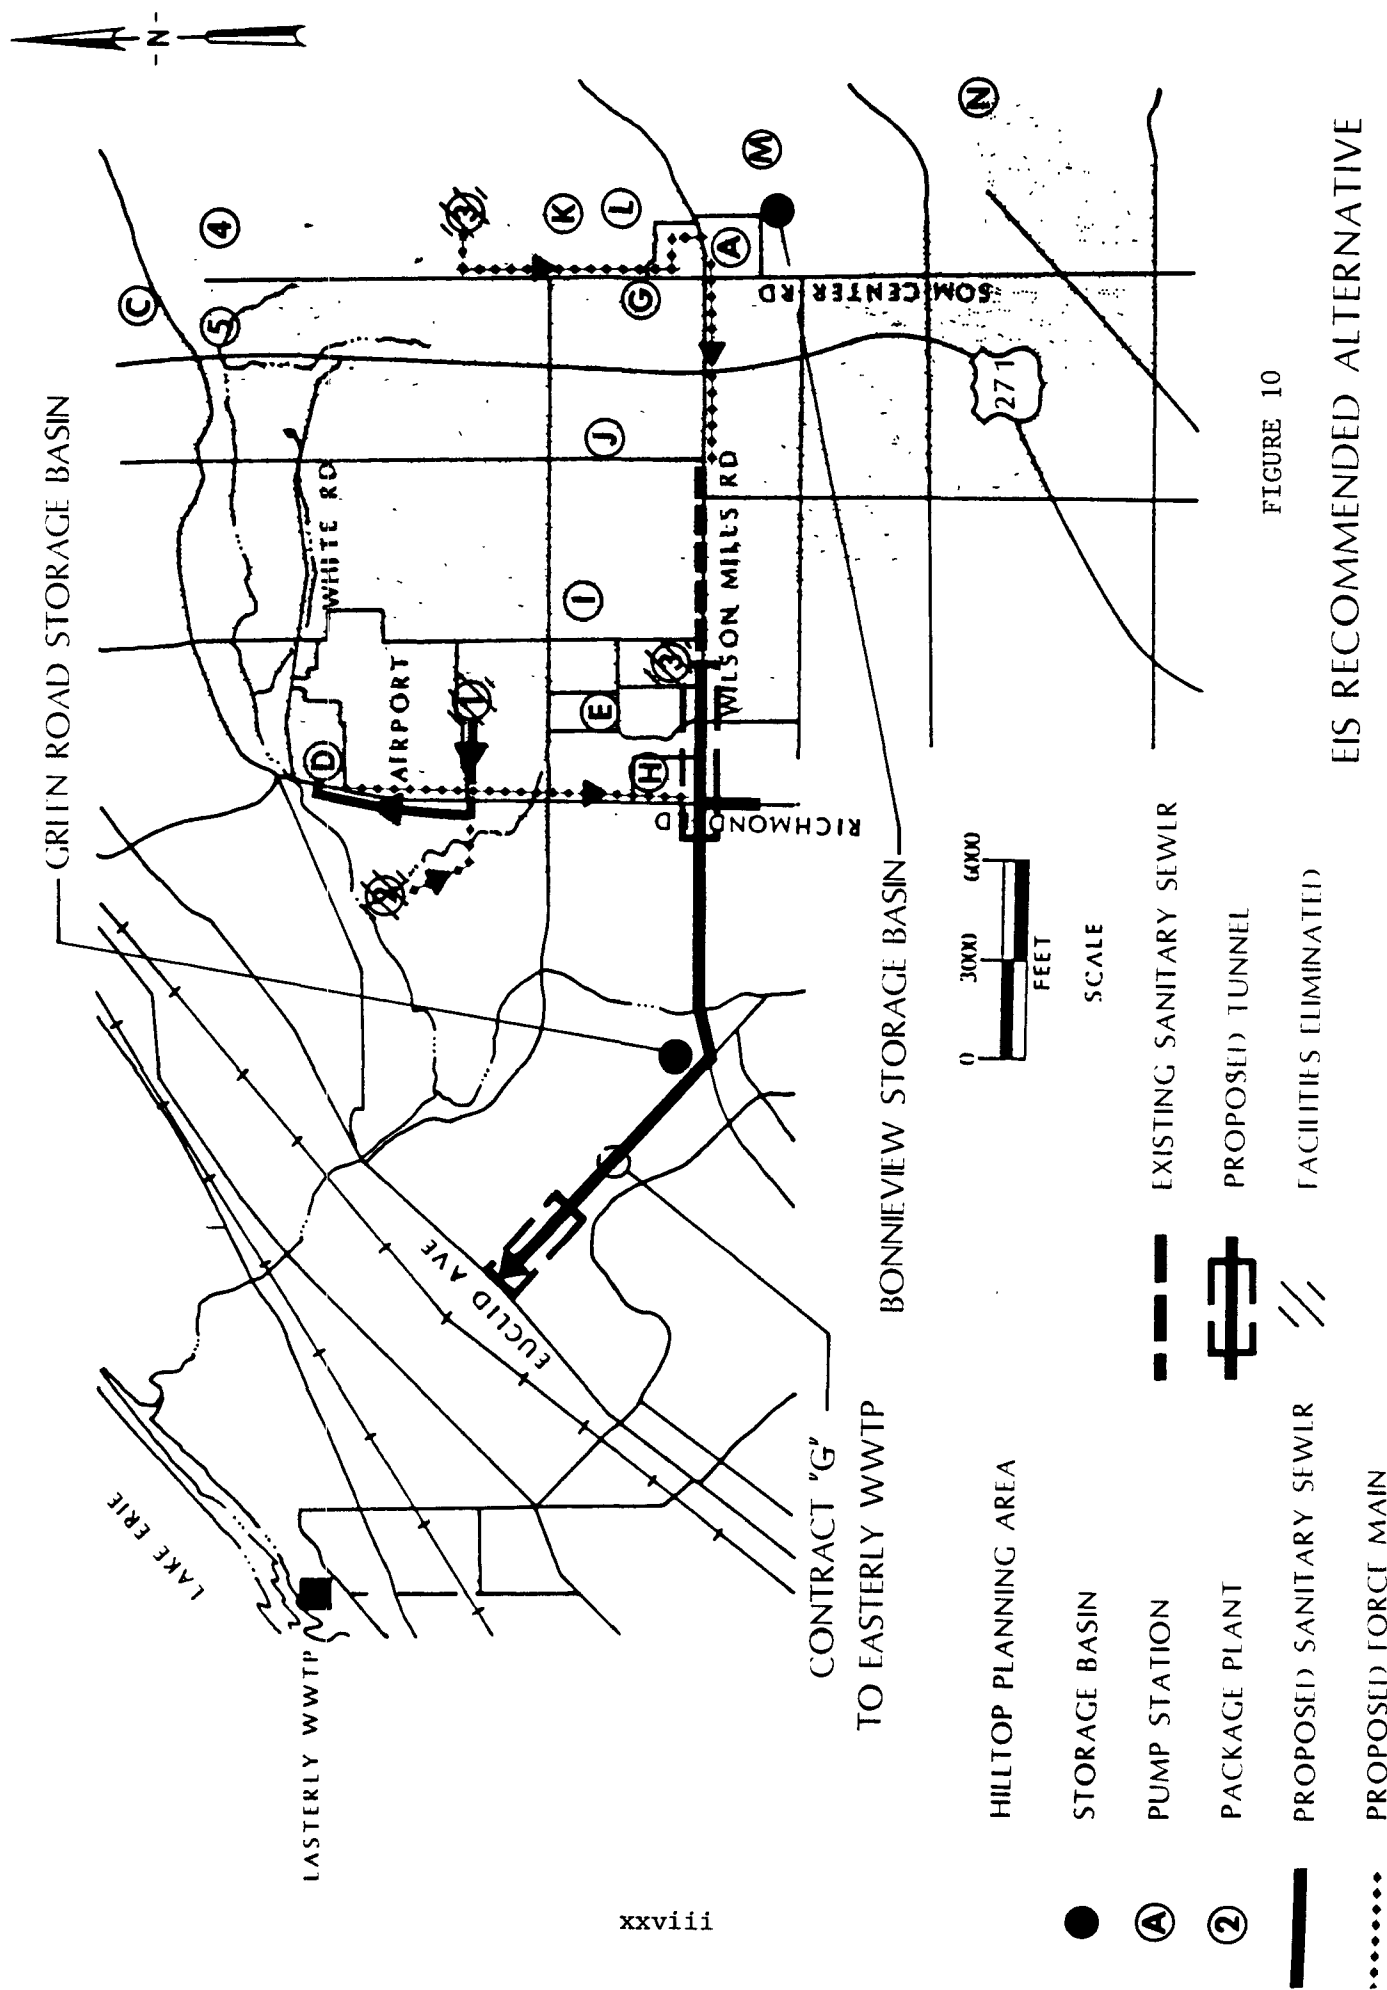 - N -
GREEN ROAD STORAGE BASIN
4
C
5
3
K
L
M
G
A
SOM CENTER RD
N
271
J
WHITE RD
I
WILSON MILLS RD
3
E
AIRPORT
1
D
H
RICHMOND RD
2
EUCLID AVE
LAKE ERIE
EASTERLY WWTP
CONTRACT "G"
TO EASTERLY WWTP
BONNIEVIEW STORAGE BASIN
0 3000 6000
FEET
SCALE
HILLTOP PLANNING AREA
STORAGE BASIN
A PUMP STATION
2 PACKAGE PLANT
PROPOSED SANITARY SEWER
PROPOSED FORCE MAIN
EXISTING SANITARY SEWER
PROPOSED TUNNEL
FACILITIES ELIMINATED
FIGURE 10
EIS RECOMMENDED ALTERNATIVE
xxviii